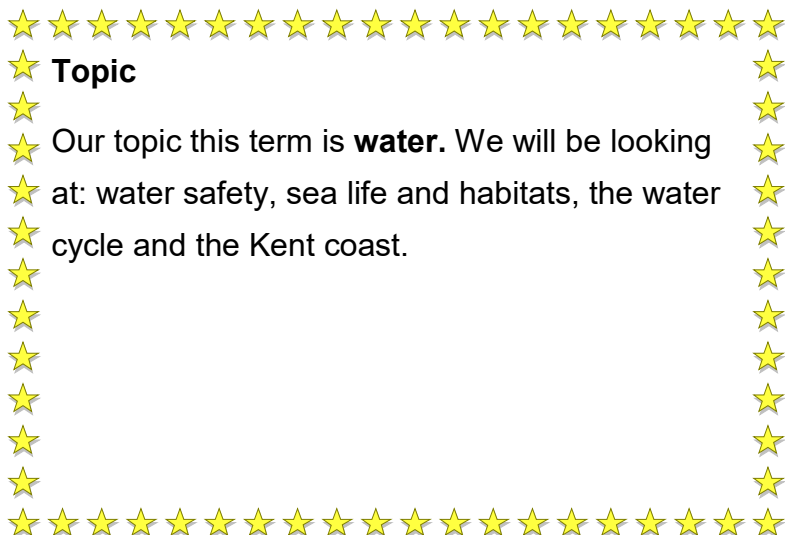 Topic
Our topic this term is water. We will be looking
at: water safety, sea life and habitats, the water
cycle and the Kent coast.